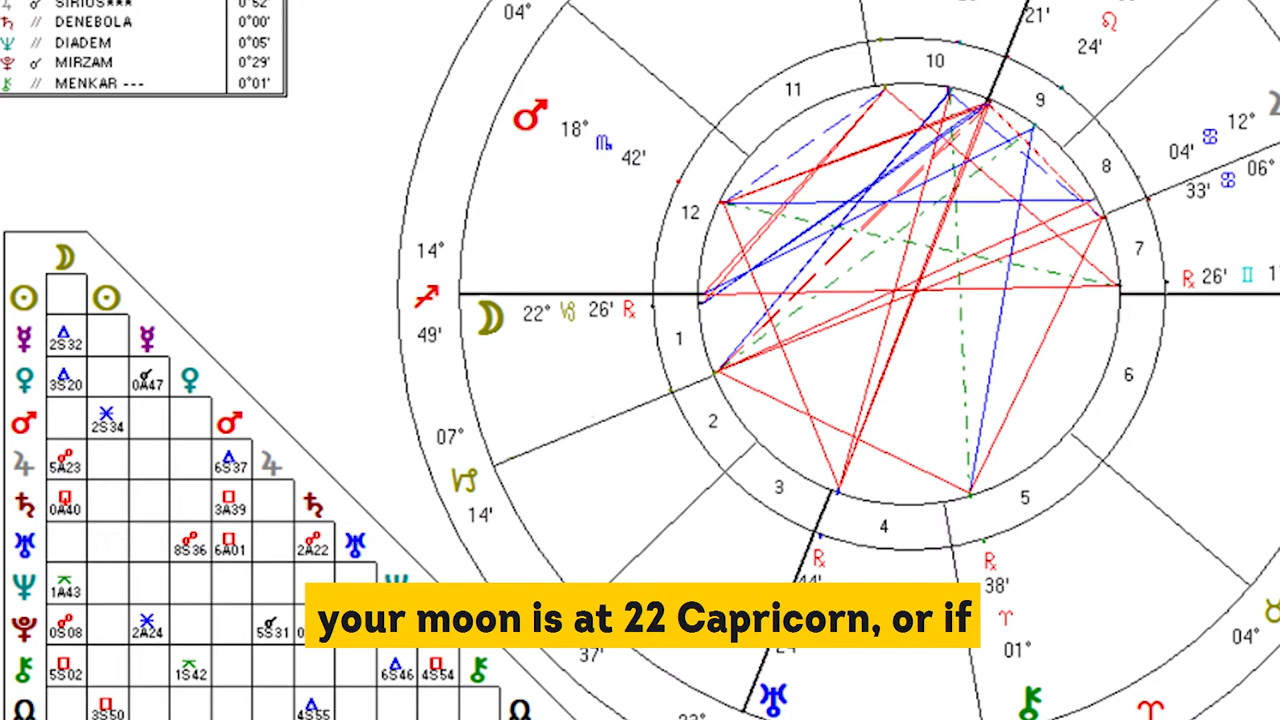 SIRIUS*** 0°52'
// DENEBOLA 0°00'
// DIADEM 0°05'
MIRZAM 0°29'
// MENKAR --- 0°01'
04°
21'
24'
10
11
9
18° 42'
12°
04'
06°
33'
8
12
7
14°
26'
22° 26' R
49'
1
6
2
07°
14'
3
4
5
2S32
3S20 0A47
2S34
5A23 6S37
0A40 3A39
8S36 6A01 2A22
1A43
0S08 2A24 5S31
5S02 1S42 6S46 4S54
3S50 4S55
44'
38'
01°
04°
37'
your moon is at 22 Capricorn, or if